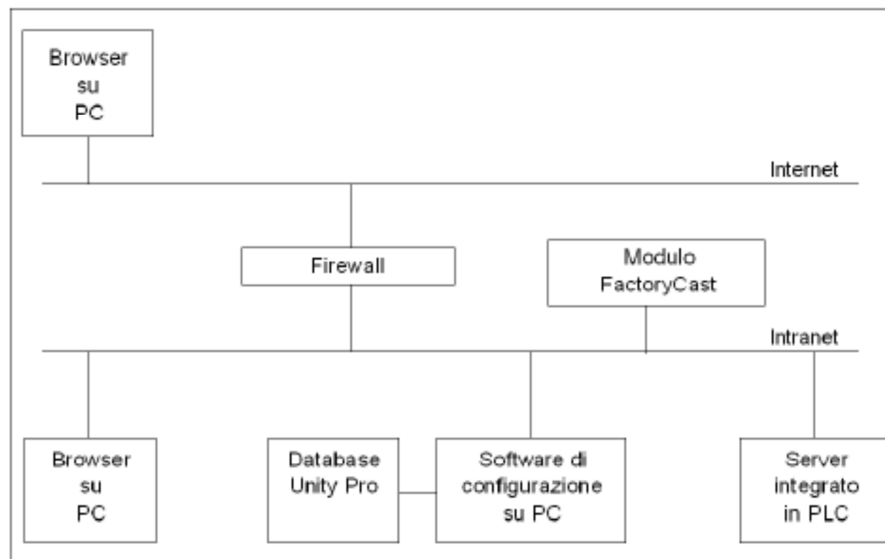 Browser
su
PC
Internet
Firewall
Modulo
FactoryCast
Intranet
Browser
su
PC
Database
Unity Pro
Software di
configurazione
su PC
Server
integrato
in PLC